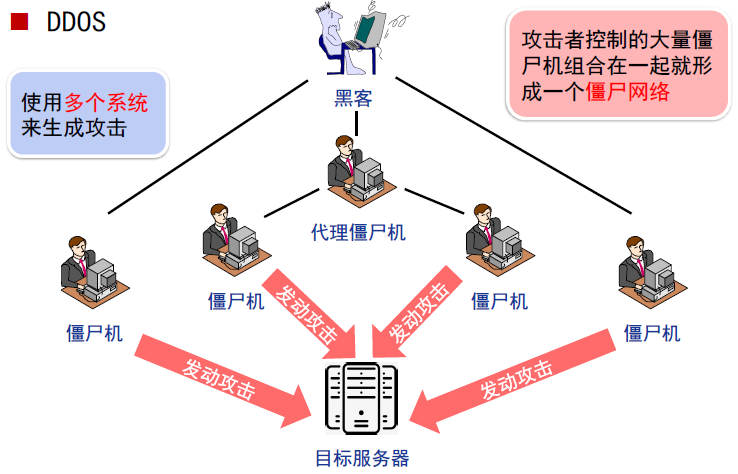 DDOS
使用多个系统
来生成攻击
攻击者控制的大量僵
尸机组合在一起就形
成一个僵尸网络
黑客
代理僵尸机
僵尸机
僵尸机
僵尸机
僵尸机
发动攻击
发动攻击
发动攻击
发动攻击
目标服务器